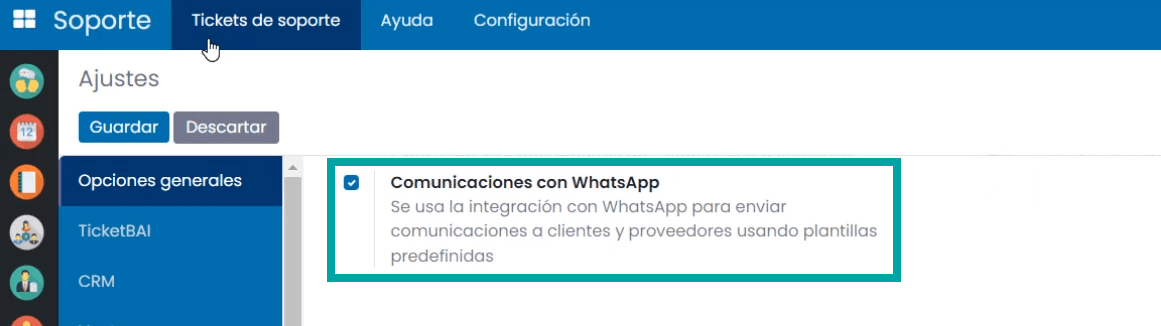 Soporte Tickets de soporte Ayuda Configuración
Ajustes
12
Guardar Descartar
Opciones generales
TicketBAI
CRM
Comunicaciones con WhatsApp
Se usa la integración con WhatsApp para enviar
comunicaciones a clientes y proveedores usando plantillas
predefinidas